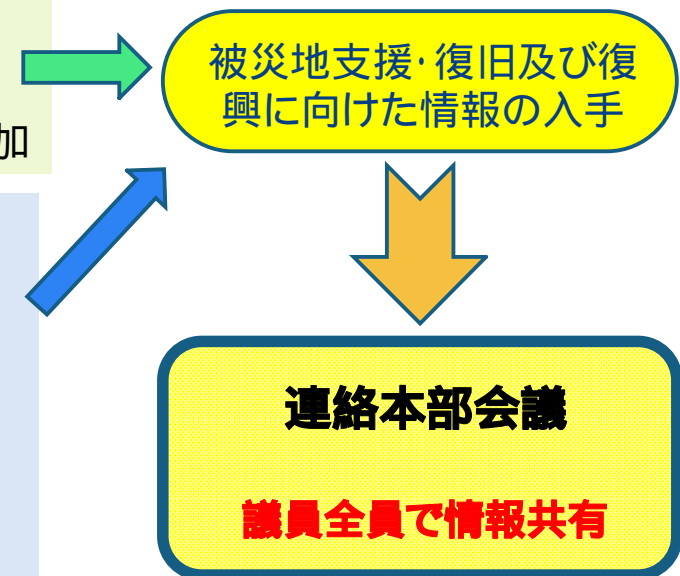 被災地支援・復旧及び復
興に向けた情報の入手
加
連絡本部会議
議員全員で情報共有